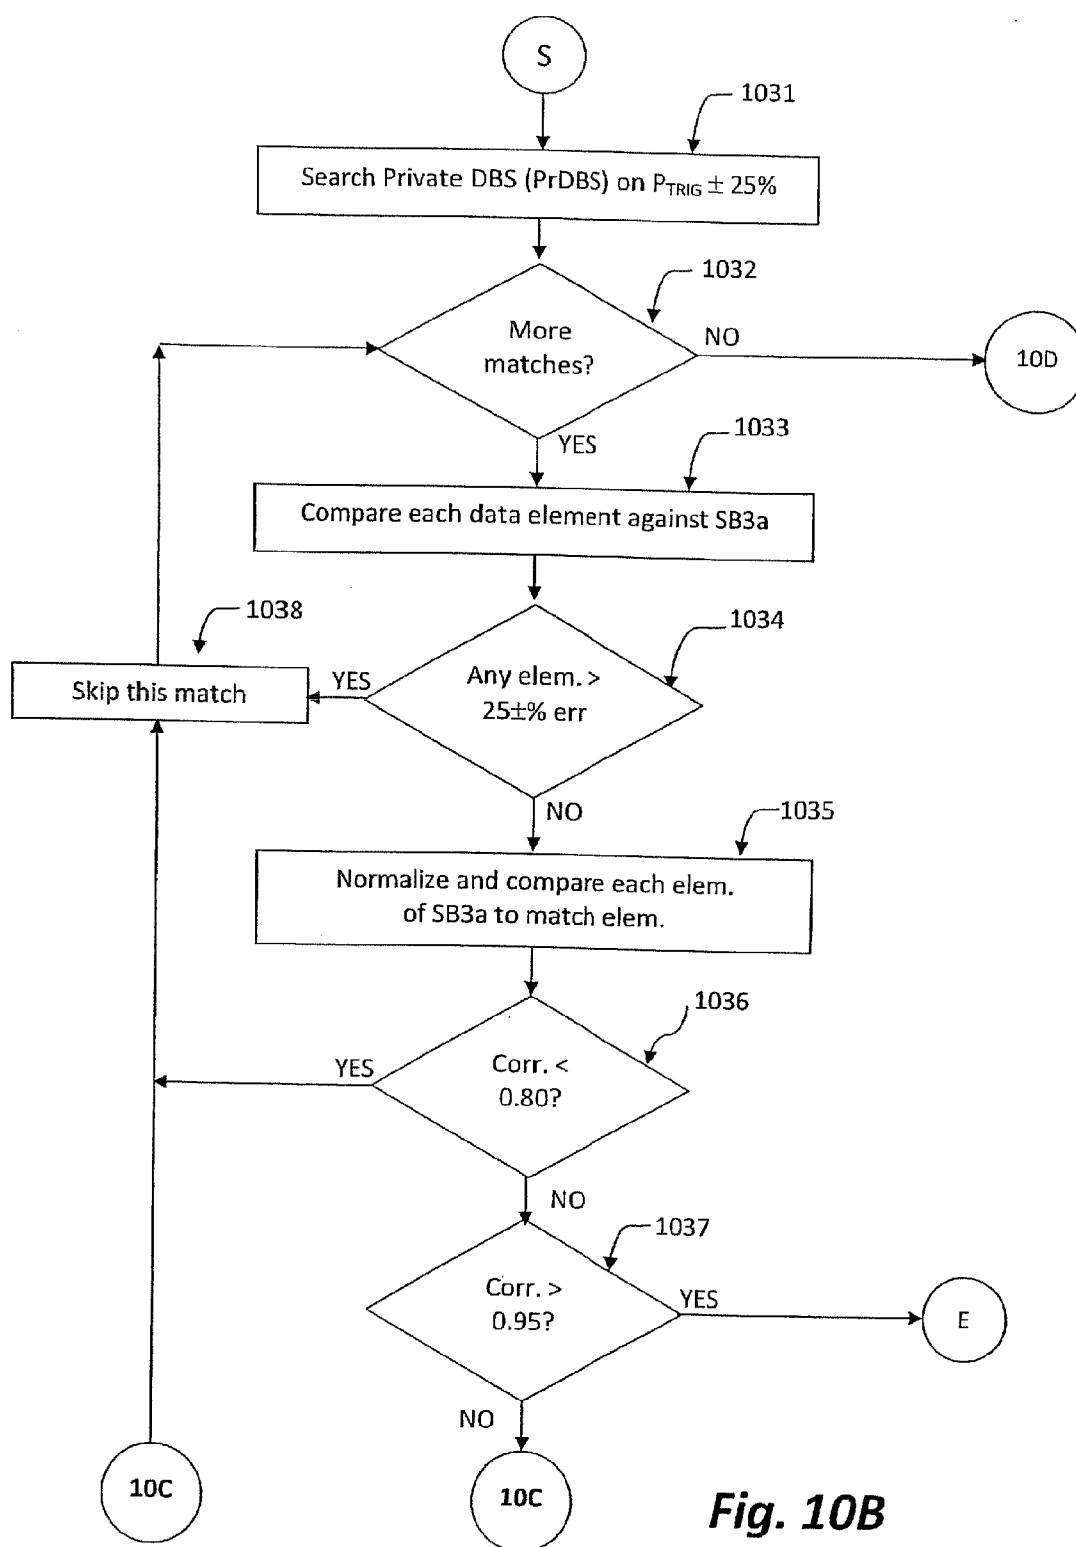 S
1031
Search Private DBS (PrDBS) on PTRIG ± 25%
1032
More
matches?
NO
10D
YES
1033
Compare each data element against SB3a
1038
1034
Skip this match
YES
Any elem. >
25±% err
NO
1035
Normalize and compare each elem.
of SB3a to match elem.
1036
YES
Corr. <
0.80?
NO
1037
Corr. >
0.95?
YES
E
NO
10C
10C
Fig. 10B